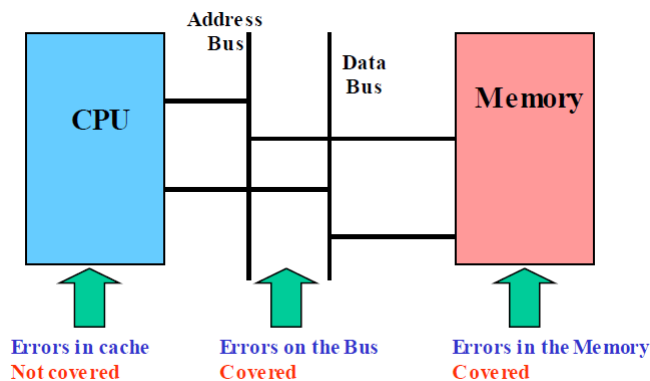 Address
Bus
Data
Bus
CPU
Memory
Errors in cache
Not covered
Errors on the Bus
Covered
Errors in the Memory
Covered